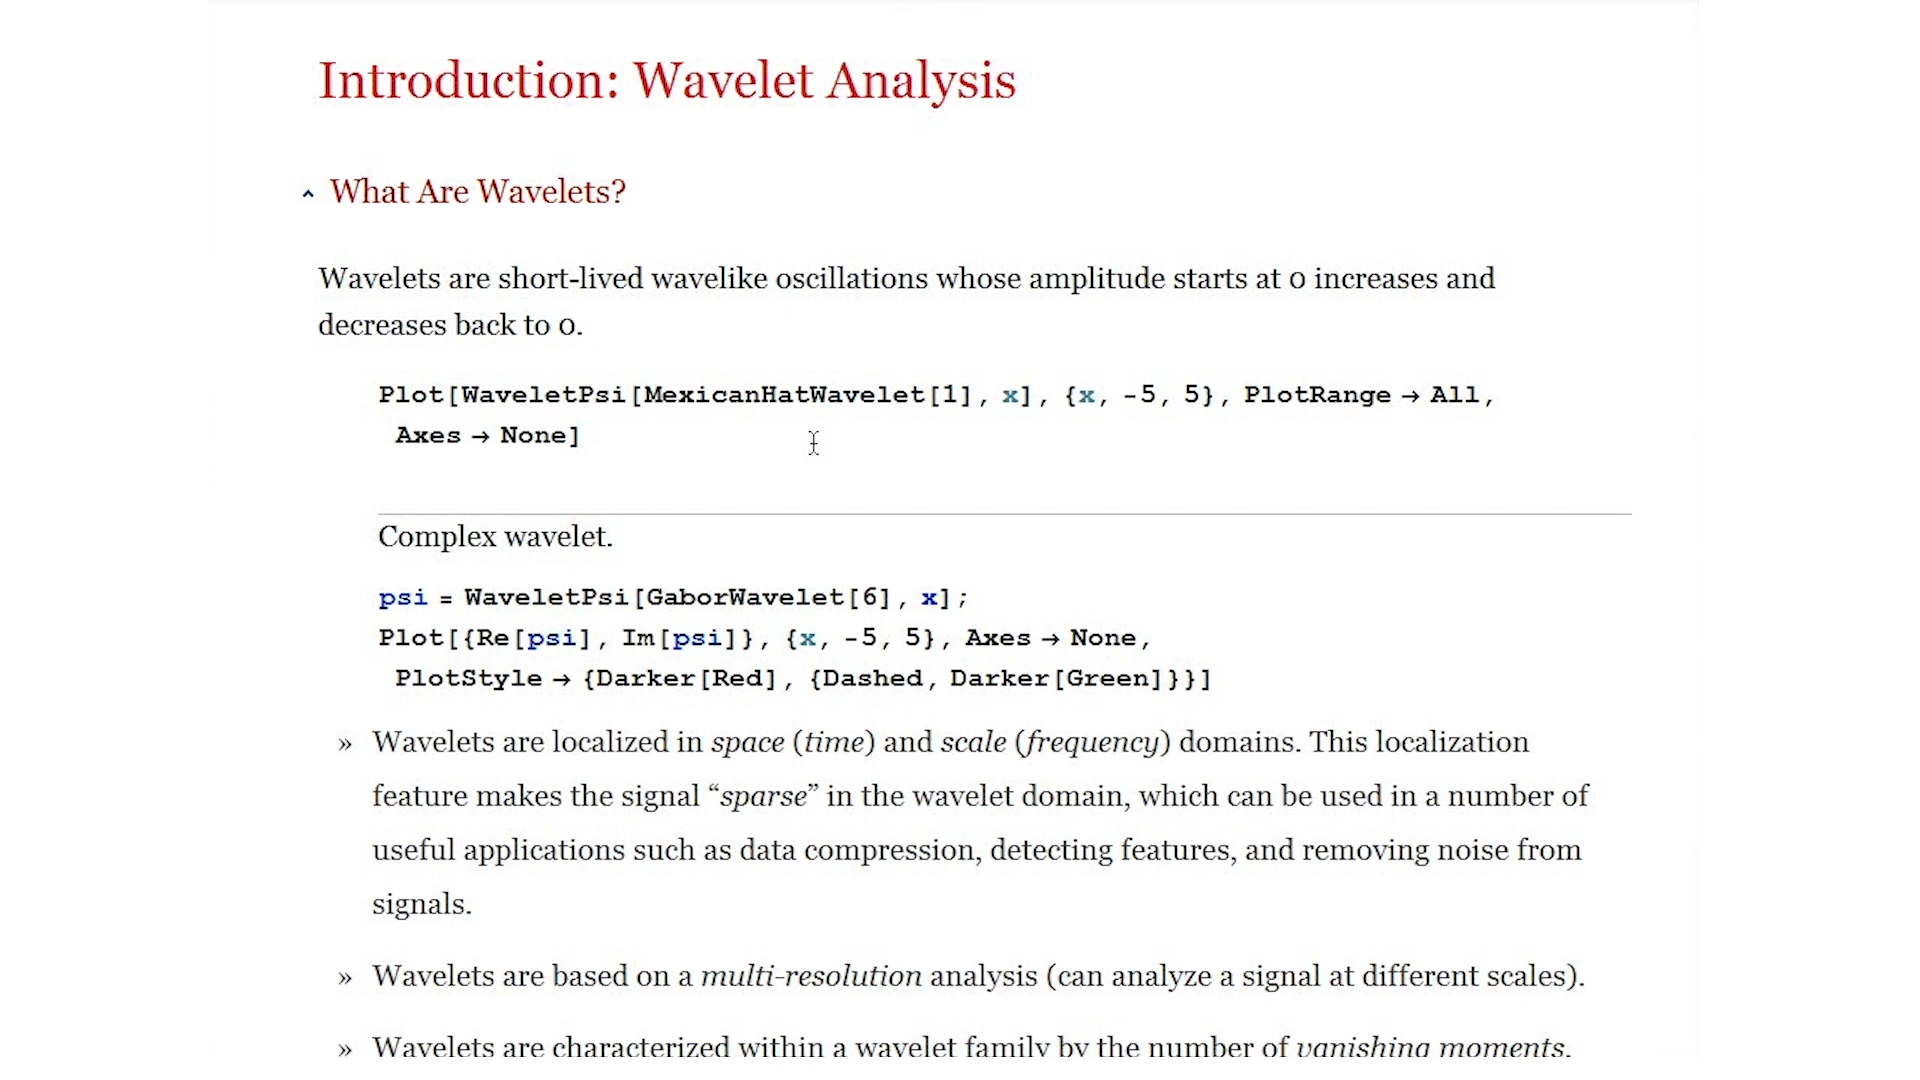 Introduction: Wavelet Analysis
What Are Wavelets?
Wavelets are short-lived wavelike oscillations whose amplitude starts at 0 increases and
decreases back to 0.
Plot[WaveletPsi[MexicanHatWavelet[1], x], {x, -5, 5}, PlotRange → All,
Axes → None]
Complex wavelet.
psi = WaveletPsi[GaborWavelet[6], x];
Plot[{Re[psi], Im[psi]}, {x, -5, 5}, Axes → None,
PlotStyle → {Darker[Red], {Dashed, Darker[Green]}}]
» Wavelets are localized in space (time) and scale (frequency) domains. This localization
feature makes the signal “sparse” in the wavelet domain, which can be used in a number of
useful applications such as data compression, detecting features, and removing noise from
signals.
» Wavelets are based on a multi-resolution analysis (can analyze a signal at different scales).
» Wavelets are characterized within a wavelet family by the number of vanishing moments.